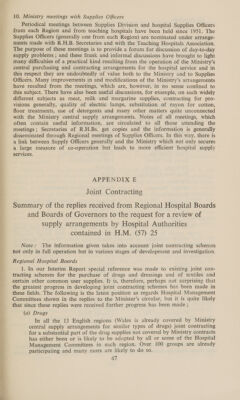 10. Ministry meetings with Supplies Officers
Periodical meetings between Supplies Division and hospital Supplies Officers
from each Region and from teaching hospitals have been held since 1951. The
Supplies Officers (generally one from each Region) are nominated under arrange-
ments made with R.H.B. Secretaries and with the Teaching Hospitals Association.
The purpose of these meetings is to provide a forum for discussion of day-to-day
supply problems; and these frank and informal discussions have brought to light
many difficulties of a practical kind resulting from the operation of the Ministry's
central purchasing and contracting arrangements for the hospital service and in
this respect they are undoubtedly of value both to the Ministry and to Supplies
Officers. Many improvements in and modifications of the Ministry's arrangements
have resulted from the meetings, which are, however, in no sense confined to
this subject. There have also been useful discussions, for example, on such widely
different subjects as meat, milk and margarine supplies, contracting for pro-
visions generally, quality of electric lamps, substitution of rayon for cotton,
floor treatments, use of detergents and many other matters quite unconnected
with the Ministry central supply arrangements. Notes of all meetings, which
often contain useful information, are circulated to all those attending the
meetings; Secretaries of R.H.Bs. get copies and the information is generally
disseminated through Regional meetings of Supplies Officers. In this way, there is
a link between Supplies Officers generally and the Ministry which not only secures
a large measure of co-operation but leads to more efficient hospital supply
services.
APPENDIX E
Joint Contracting
Summary of the replies received from Regional Hospital Boards
and Boards of Governors to the request for a review of
supply arrangements by Hospital Authorities
contained in H.M. (57) 25
Note: The information given takes into account joint contracting schemes
not only in full operation but in various stages of development and investigation.
Regional Hospital Boards
1. In our Interim Report special reference was made to existing joint con-
tracting schemes for the purchase of drugs and dressings and of textiles and
certain other common user supplies. It is, therefore, perhaps not surprising that
the greatest progress in developing joint contracting schemes has been made in
these fields. The following is the latest position as regards Hospital Management
Committees shown in the replies to the Minister's circular, but it is quite likely
that since these replies were received further progress has been made:
(a) Drugs
In all the 13 English regions (Wales is already covered by Ministry
central supply arrangements for similar types of drugs) joint contracting
for a substantial part of the drug supplies not covered by Ministry contracts
has either been or is likely to be adopted by all or some of the Hospital
Management Committees in each region. Over 100 groups are already
participating and many more are likely to do so.
47